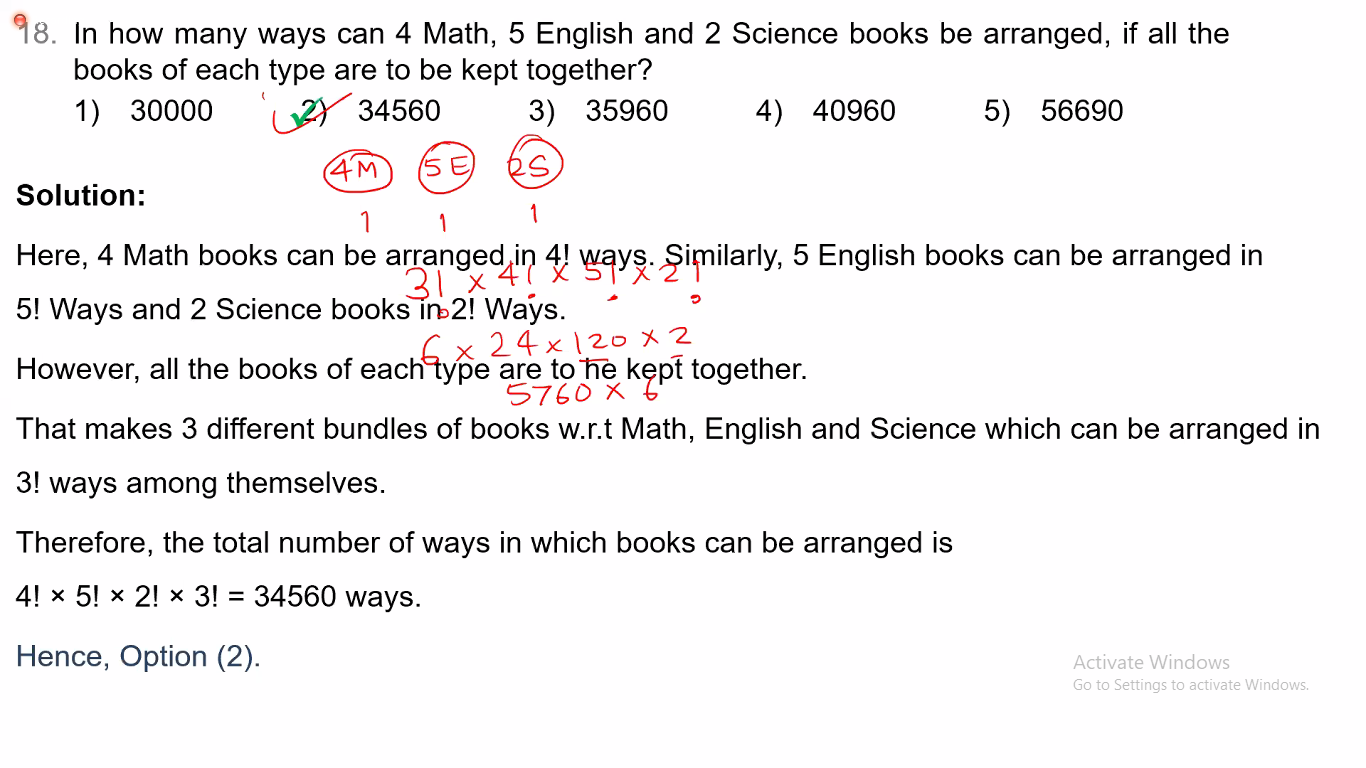 18. In how many ways can 4 Math, 5 English and 2 Science books be arranged, if all the
books of each type are to be kept together?
1) 30000 2) 34560 3) 35960 4) 40960 5) 56690
4M 5E 2S
Solution:
1 1 1
Here, 4 Math books can be arranged in 4! ways. Similarly, 5 English books can be arranged in
3! × 4! × 5! × 2!
5! Ways and 2 Science books in 2! Ways.
6 × 24 × 120 × 2
However, all the books of each type are to be kept together.
5760 × 6
That makes 3 different bundles of books w.r.t Math, English and Science which can be arranged in
3! ways among themselves.
Therefore, the total number of ways in which books can be arranged is
4! × 5! × 2! × 3! = 34560 ways.
Hence, Option (2).
Activate Windows
Go to Settings to activate Windows.